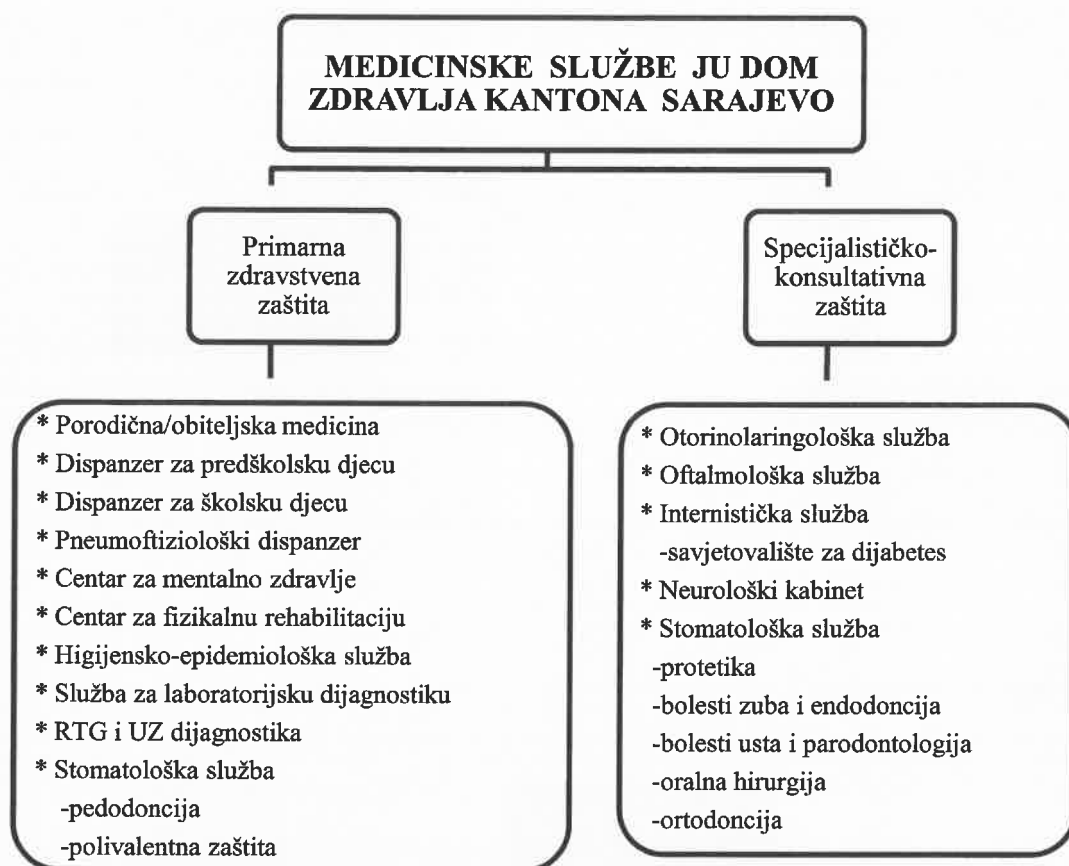 MEDICINSKE SLUŽBE JU DOM
ZDRAVLJA KANTONA SARAJEVO
Primarna
zdravstvena
zaštita
Specijalističko-
konsultativna
zaštita
* Porodična/obiteljska medicina
* Dispanzer za predškolsku djecu
* Dispanzer za školsku djecu
* Pneumoftiziološki dispanzer
* Centar za mentalno zdravlje
* Centar za fizikalnu rehabilitaciju
* Higijensko-epidemiološka služba
* Služba za laboratorijsku dijagnostiku
* RTG i UZ dijagnostika
* Stomatološka služba
-pedodoncija
-polivalentna zaštita
* Otorinolaringološka služba
* Oftalmološka služba
* Internistička služba
-savjetovalište za dijabetes
* Neurološki kabinet
* Stomatološka služba
-protetika
-bolesti zuba i endodoncija
-bolesti usta i parodontologija
-oralna hirurgija
-ortodoncija